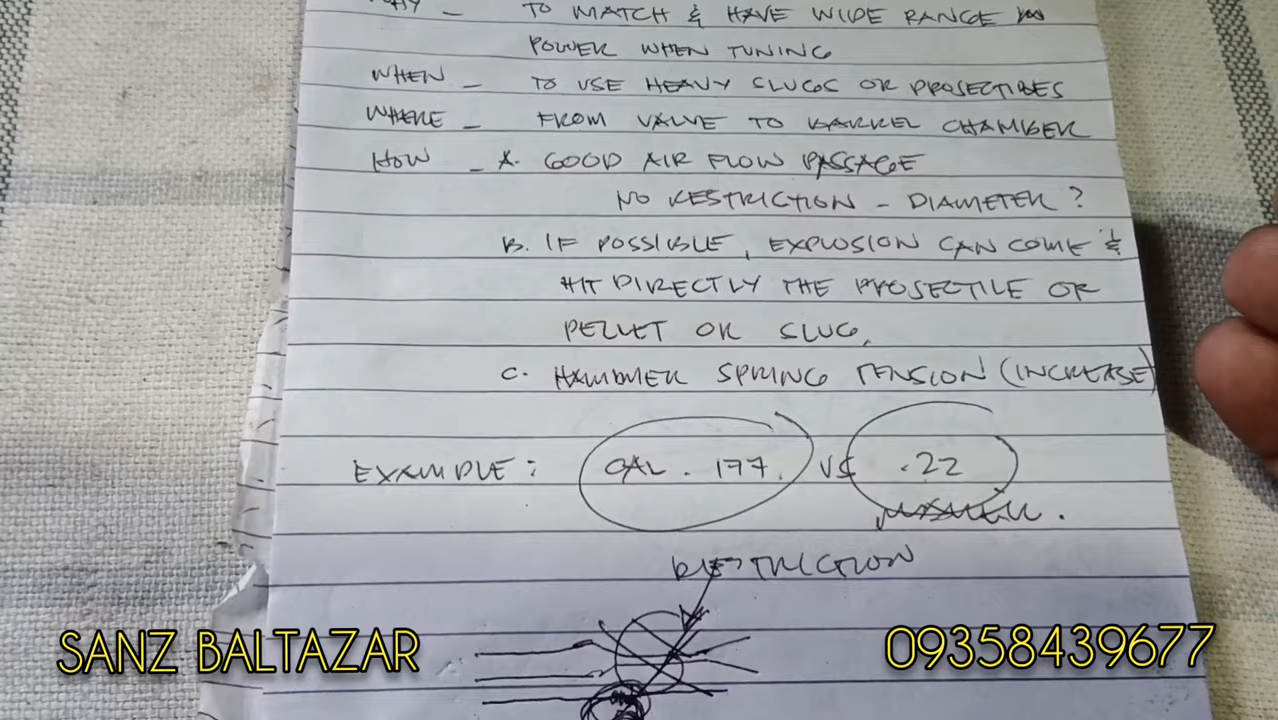 TO MATCH & HAVE WIDE RANGE IN
POWER WHEN TUNING
WHEN _ TO USE HEAVY SLUGS OR PROJECTILES
WHERE _ FROM VALVE TO BARREL CHAMBER
HOW _ A. GOOD AIR FLOW PASSAGE
NO RESTRICTION - DIAMETER ?
B. IF POSSIBLE, EXPLOSION CAN COME &
HIT DIRECTLY THE PROJECTILE OR
PELLET OR SLUG.
C. HAMMER SPRING TENSION (INCREASE)
EXAMPLE : CAL . 177. VS .22
RESTRICTION
SANZ BALTAZAR
09358439677